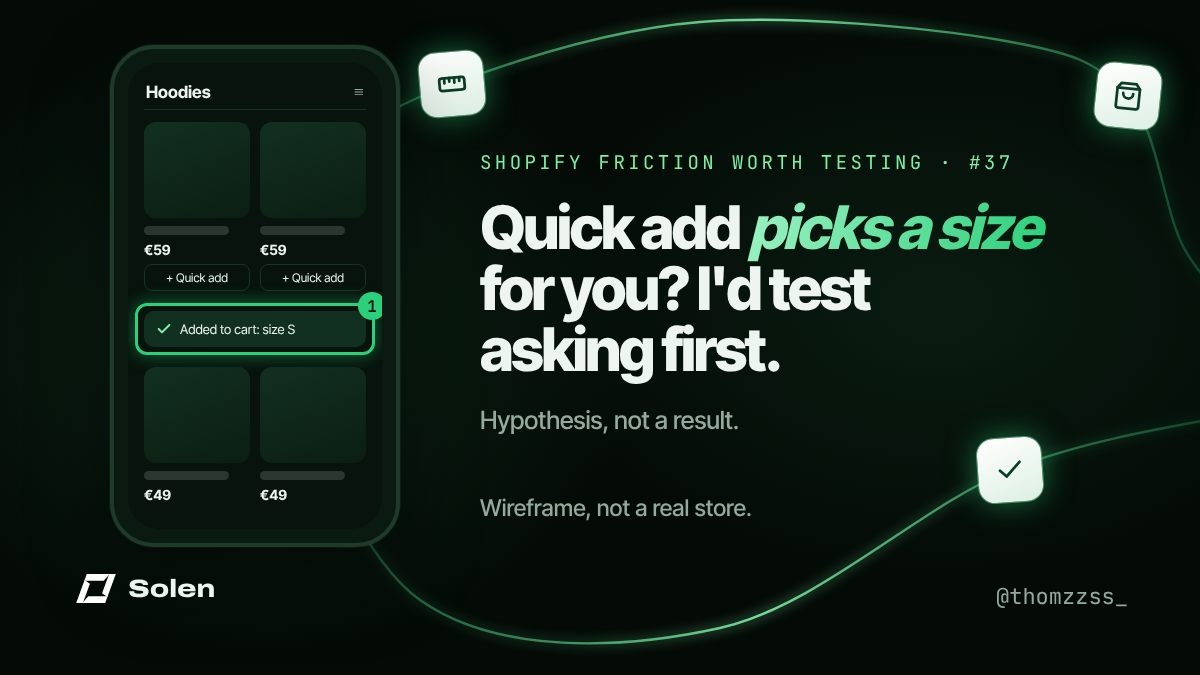 Hoodies
€59
€59
+ Quick add
+ Quick add
1
Added to cart: size S
€49
€49
SHOPIFY FRICTION WORTH TESTING · #37
Quick add picks a size
for you? I'd test
asking first.
Hypothesis, not a result.
Wireframe, not a real store.
Solen
@thomzzss_